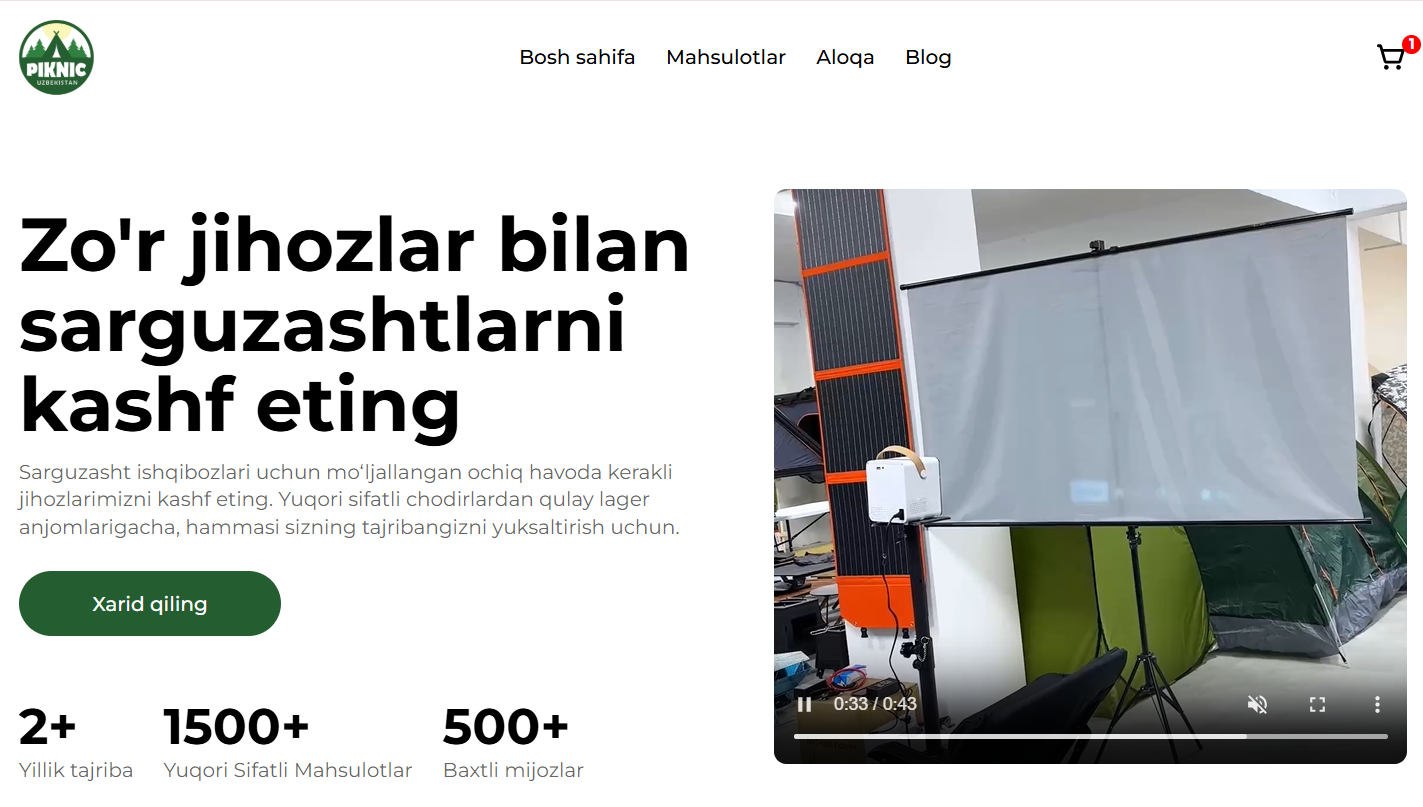 PIKNIC
UZBEKISTAN
Bosh sahifa Mahsulotlar Aloqa Blog
1
Zo'r jihozlar bilan
sarguzashtlarni
kashf eting
Sarguzasht ishqibozlari uchun mo‘ljallangan ochiq havoda kerakli
jihozlarimizni kashf eting. Yuqori sifatli chodirlardan qulay lager
anjomlarigacha, hammasi sizning tajribangizni yuksaltirish uchun.
Xarid qiling
2+ 1500+ 500+
Yillik tajriba Yuqori Sifatli Mahsulotlar Baxtli mijozlar
0:33 / 0:43